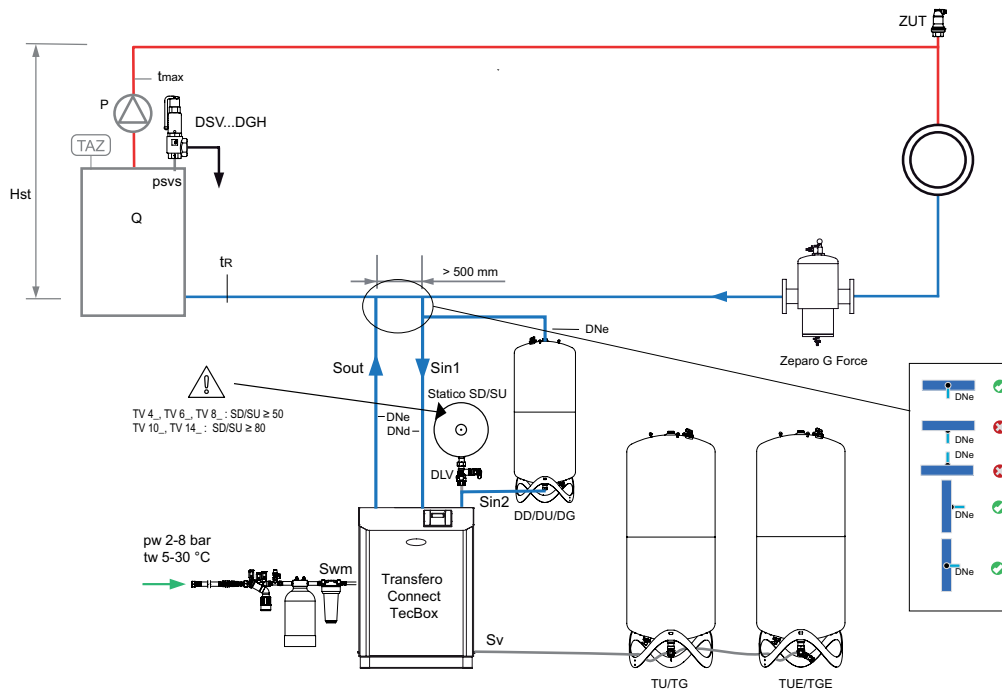 ZUT
tmax
P
DSV...DGH
TAZ
psvs
Hst
Q
tR
> 500 mm
DNe
Zeparo G Force
Sout
Sin1
Statico SD/SU
TV 4_, TV 6_, TV 8_ : SD/SU ≥ 50
TV 10_, TV 14_ : SD/SU ≥ 80
DNe
DNd
DLV
Sin2
DD/DU/DG
pw 2-8 bar
tw 5-30 °C
Swm
Transfero
Connect
TecBox
Sv
TU/TG
TUE/TGE
DNe
DNe
DNe
DNe
DNe